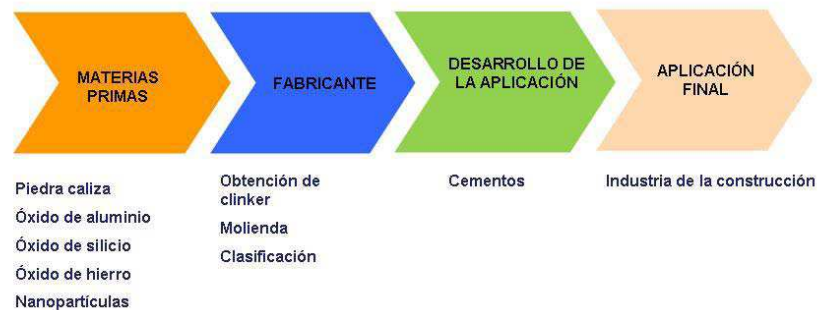 MATERIAS
PRIMAS
FABRICANTE
DESARROLLO DE
LA APLICACIÓN
APLICACIÓN
FINAL
Piedra caliza
Óxido de aluminio
Óxido de silicio
Óxido de hierro
Nanopartículas
Obtención de
clinker
Molienda
Clasificación
Cementos
Industria de la construcción